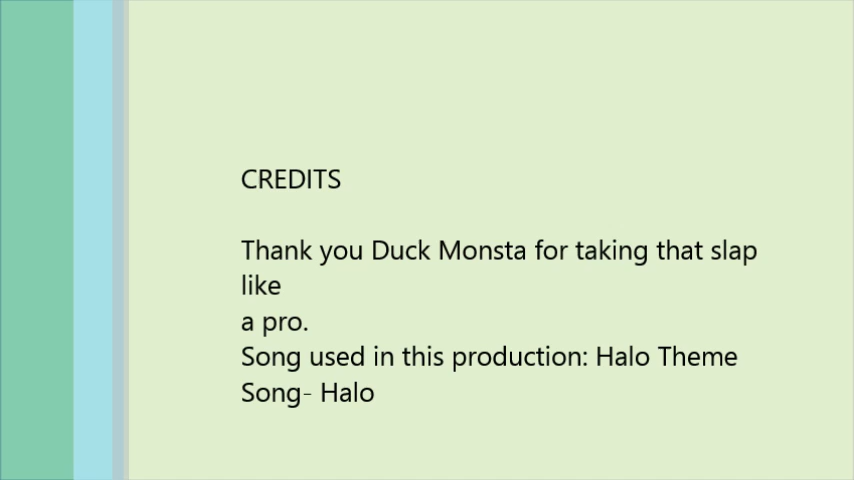 CREDITS
Thank you Duck Monsta for taking that slap
like
a pro.
Song used in this production: Halo Theme
Song- Halo